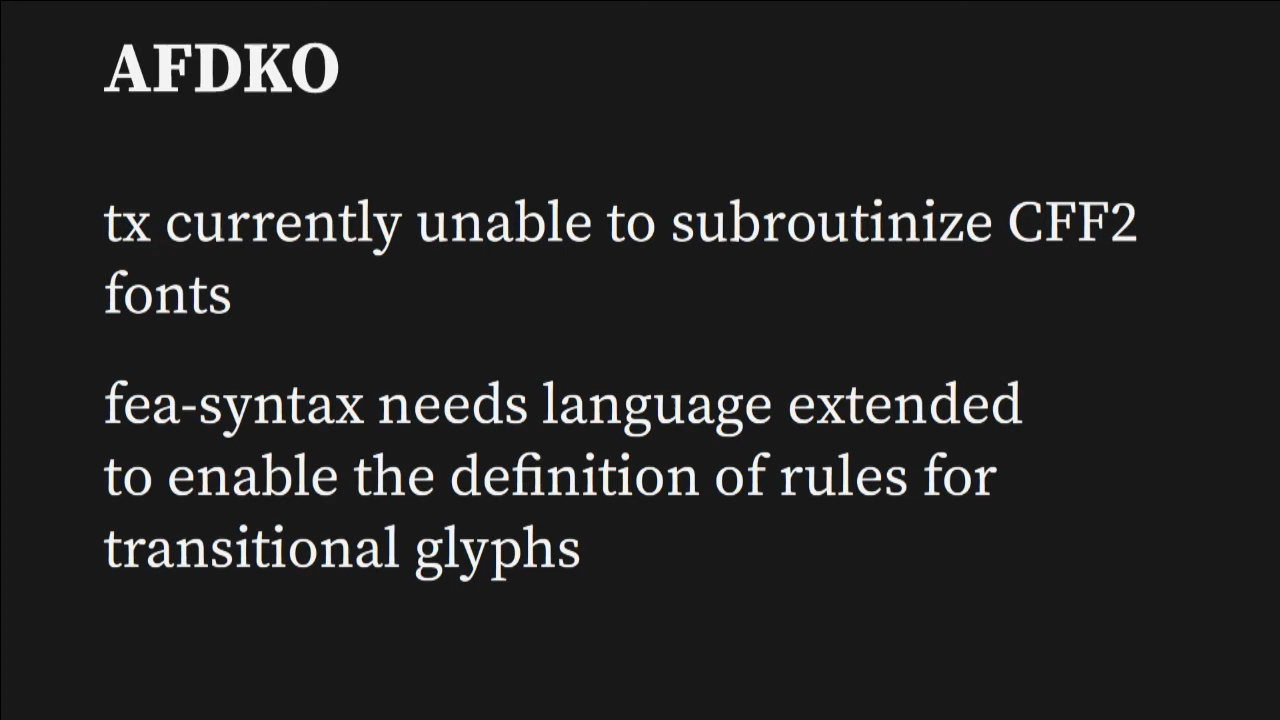 AFDKO
tx currently unable to subroutinize CFF2
fonts
fea-syntax needs language extended
to enable the definition of rules for
transitional glyphs